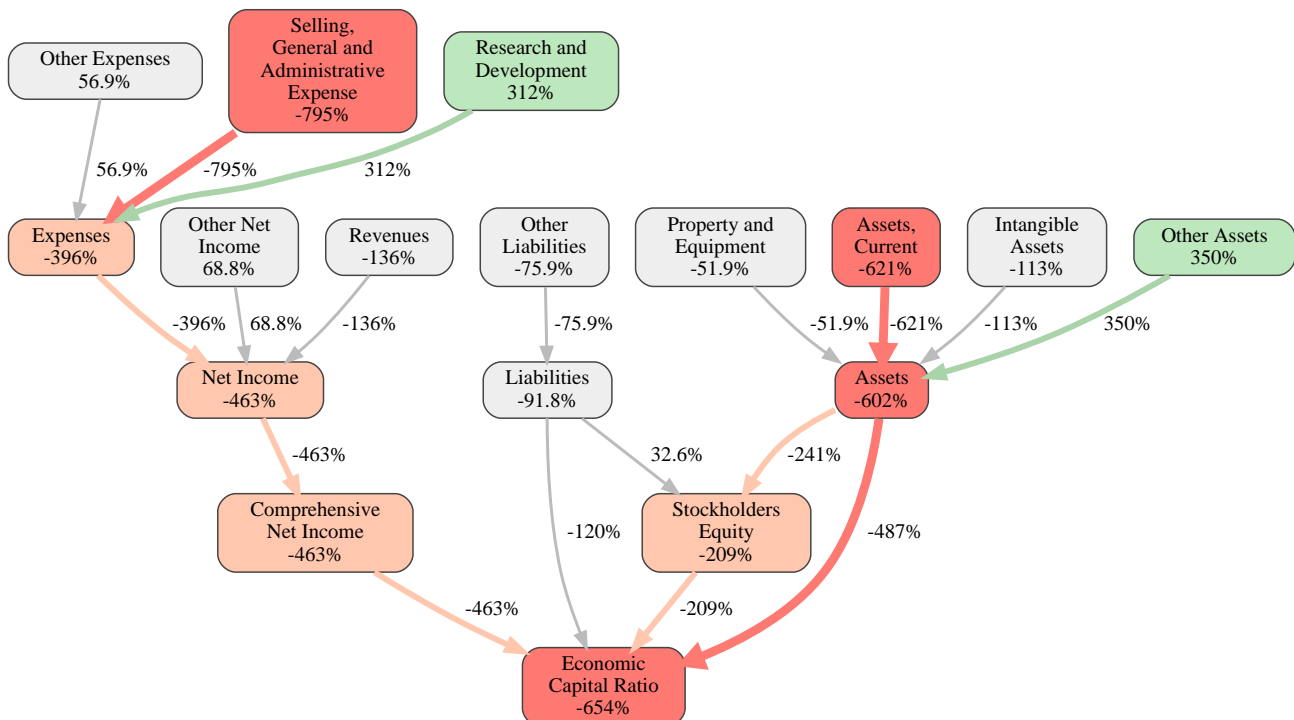 Other Expenses
56.9%
Selling,
General and
Administrative
Expense
-795%
Research and
Development
312%
56.9%
-795%
312%
Expenses
-396%
Other Net
Income
68.8%
Revenues
-136%
Other
Liabilities
-75.9%
Property and
Equipment
-51.9%
Assets,
Current
-621%
Intangible
Assets
-113%
Other Assets
350%
-396%
68.8%
-136%
-75.9%
-51.9%
-621%
-113%
350%
Net Income
-463%
Liabilities
-91.8%
Assets
-602%
-463%
32.6%
-241%
Comprehensive
Net Income
-463%
-120%
Stockholders
Equity
-209%
-487%
-463%
-209%
Economic
Capital Ratio
-654%